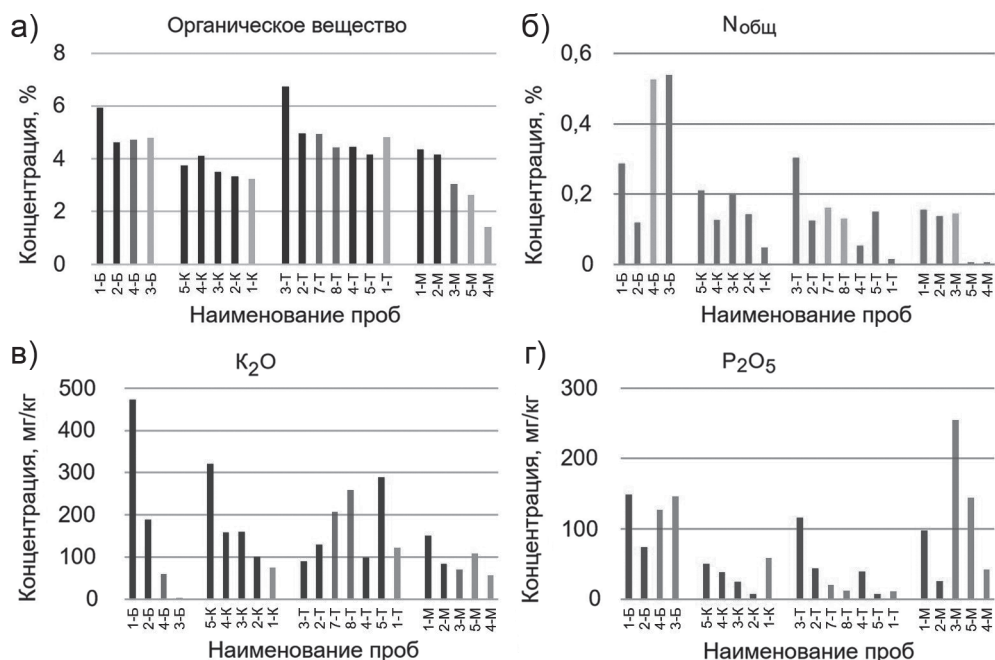 а)
Органическое вещество
Концентрация, %
8
6
4
2
0
1-Б 2-Б 4-Б 3-Б 5-К 4-К 3-К 2-К 1-К 3-Т 2-Т 7-Т 8-Т 4-Т 5-Т 1-Т 1-М 2-М 3-М 5-М 4-М
Наименование проб
б)
Nобщ
Концентрация, %
0,6
0,4
0,2
0
1-Б 2-Б 4-Б 3-Б 5-К 4-К 3-К 2-К 1-К 3-Т 2-Т 7-Т 8-Т 4-Т 5-Т 1-Т 1-М 2-М 3-М 5-М 4-М
Наименование проб
в)
K₂O
Концентрация, мг/кг
500
400
300
200
100
0
1-Б 2-Б 4-Б 3-Б 5-К 4-К 3-К 2-К 1-К 3-Т 2-Т 7-Т 8-Т 4-Т 5-Т 1-Т 1-М 2-М 3-М 5-М 4-М
Наименование проб
г)
P₂O₅
Концентрация, мг/кг
300
200
100
0
1-Б 2-Б 4-Б 3-Б 5-К 4-К 3-К 2-К 1-К 3-Т 2-Т 7-Т 8-Т 4-Т 5-Т 1-Т 1-М 2-М 3-М 5-М 4-М
Наименование проб